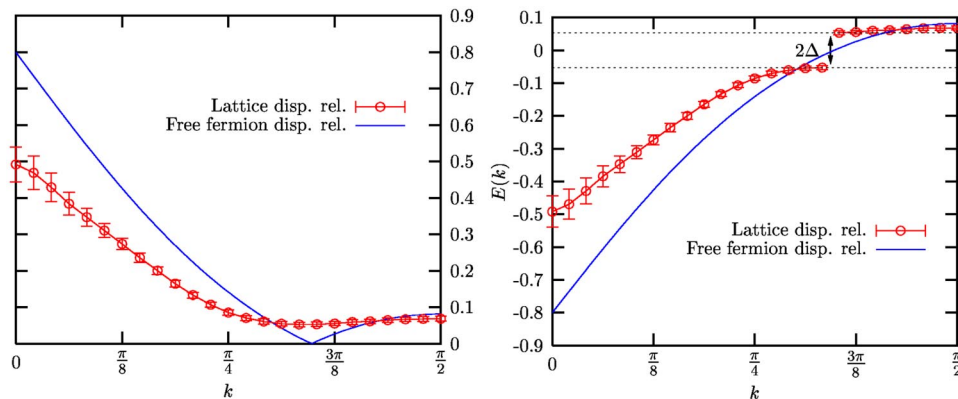 0.9
0.8
0.7
0.6
0.5
0.4
0.3
0.2
0.1
0
Lattice disp. rel.
Free fermion disp. rel.
0 π/8 π/4 3π/8 π/2
k
E(k)
0.1
0
-0.1
-0.2
-0.3
-0.4
-0.5
-0.6
-0.7
-0.8
-0.9
2Δ
Lattice disp. rel.
Free fermion disp. rel.
0 π/8 π/4 3π/8 π/2
k